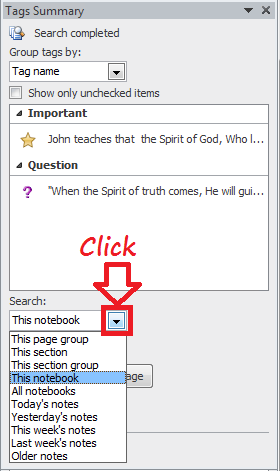 Tags Summary
Search completed
Group tags by:
Tag name
Show only unchecked items
Important
John teaches that the Spirit of God, Who l...
Question
"When the Spirit of truth comes, He will gui...
Click
Search:
This notebook
This page group
This section
This section group
This notebook
age
All notebooks
Today's notes
Yesterday's notes
This week's notes
Last week's notes
Older notes